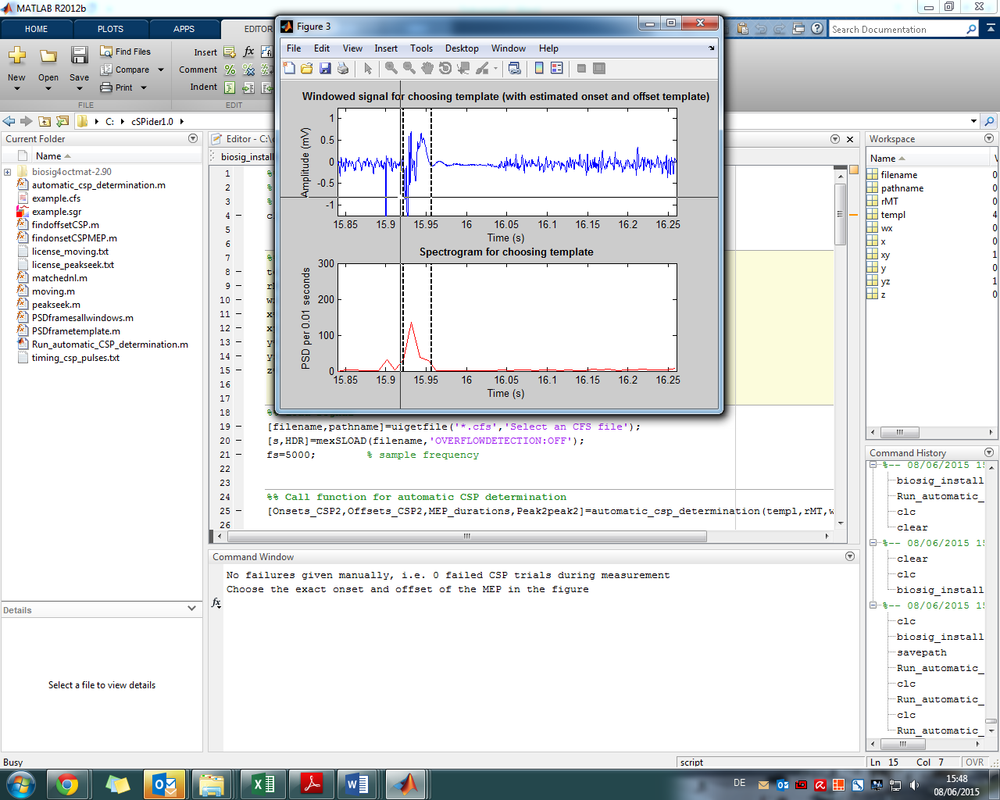 MATLAB R2012b
HOME
PLOTS
APPS
EDITOR
Search Documentation
New
Open
Save
Find Files
Compare
Print
FILE
Insert
Comment
Indent
EDIT
C:
cSPider1.0
Current Folder
Name
biosig4octmat-2.90
automatic_csp_determination.m
example.cfs
example.sgr
findoffsetCSP.m
findonsetCSPMEP.m
license_moving.txt
license_peakseek.txt
matchednl.m
moving.m
peakseek.m
PSDframesallwindows.m
PSDframetemplate.m
Run_automatic_CSP_determination.m
timing_csp_pulses.txt
Details
Select a file to view details
Figure 3
File Edit View Insert Tools Desktop Window Help
Windowed signal for choosing template (with estimated onset and offset template)
Amplitude (mV)
1
0.5
0
-0.5
-1
15.85 15.9 15.95 16 16.05 16.1 16.15 16.2 16.25
Time (s)
Spectrogram for choosing template
PSD per 0.01 seconds
300
200
100
0
15.85 15.9 15.95 16 16.05 16.1 16.15 16.2 16.25
Time (s)
Editor - C:\
biosig_install
1
2
3
4
5
6
7
8
9
10
11
12
13
14
15
16
17
18
19 [filename,pathname]=uigetfile('*.cfs','Select an CFS file');
20 [s,HDR]=mexSLOAD(filename,'OVERFLOWDETECTION:OFF');
21 fs=5000; % sample frequency
22
23
24 %% Call function for automatic CSP determination
25 [Onsets_CSP2,Offsets_CSP2,MEP_durations,Peak2peak2]=automatic_csp_determination(templ,rMT,w
26
Command Window
No failures given manually, i.e. 0 failed CSP trials during measurement
Choose the exact onset and offset of the MEP in the figure
fx
Workspace
Name V
filename 0
pathname 0
rMT 0
templ 4
wx 0
x 0
xy 1
y 0
yz 1
z 0
Command History
%-- 08/06/2015 15
biosig_install
Run_automatic_
clc
clear
%-- 08/06/2015 15
clear
clc
biosig_install
%-- 08/06/2015 15
clc
biosig_install
savepath
Run_automatic_
clc
Run_automatic_
clc
Run_automatic_
Busy
script
Ln 15 Col 7 OVR
DE
15:48
08/06/2015